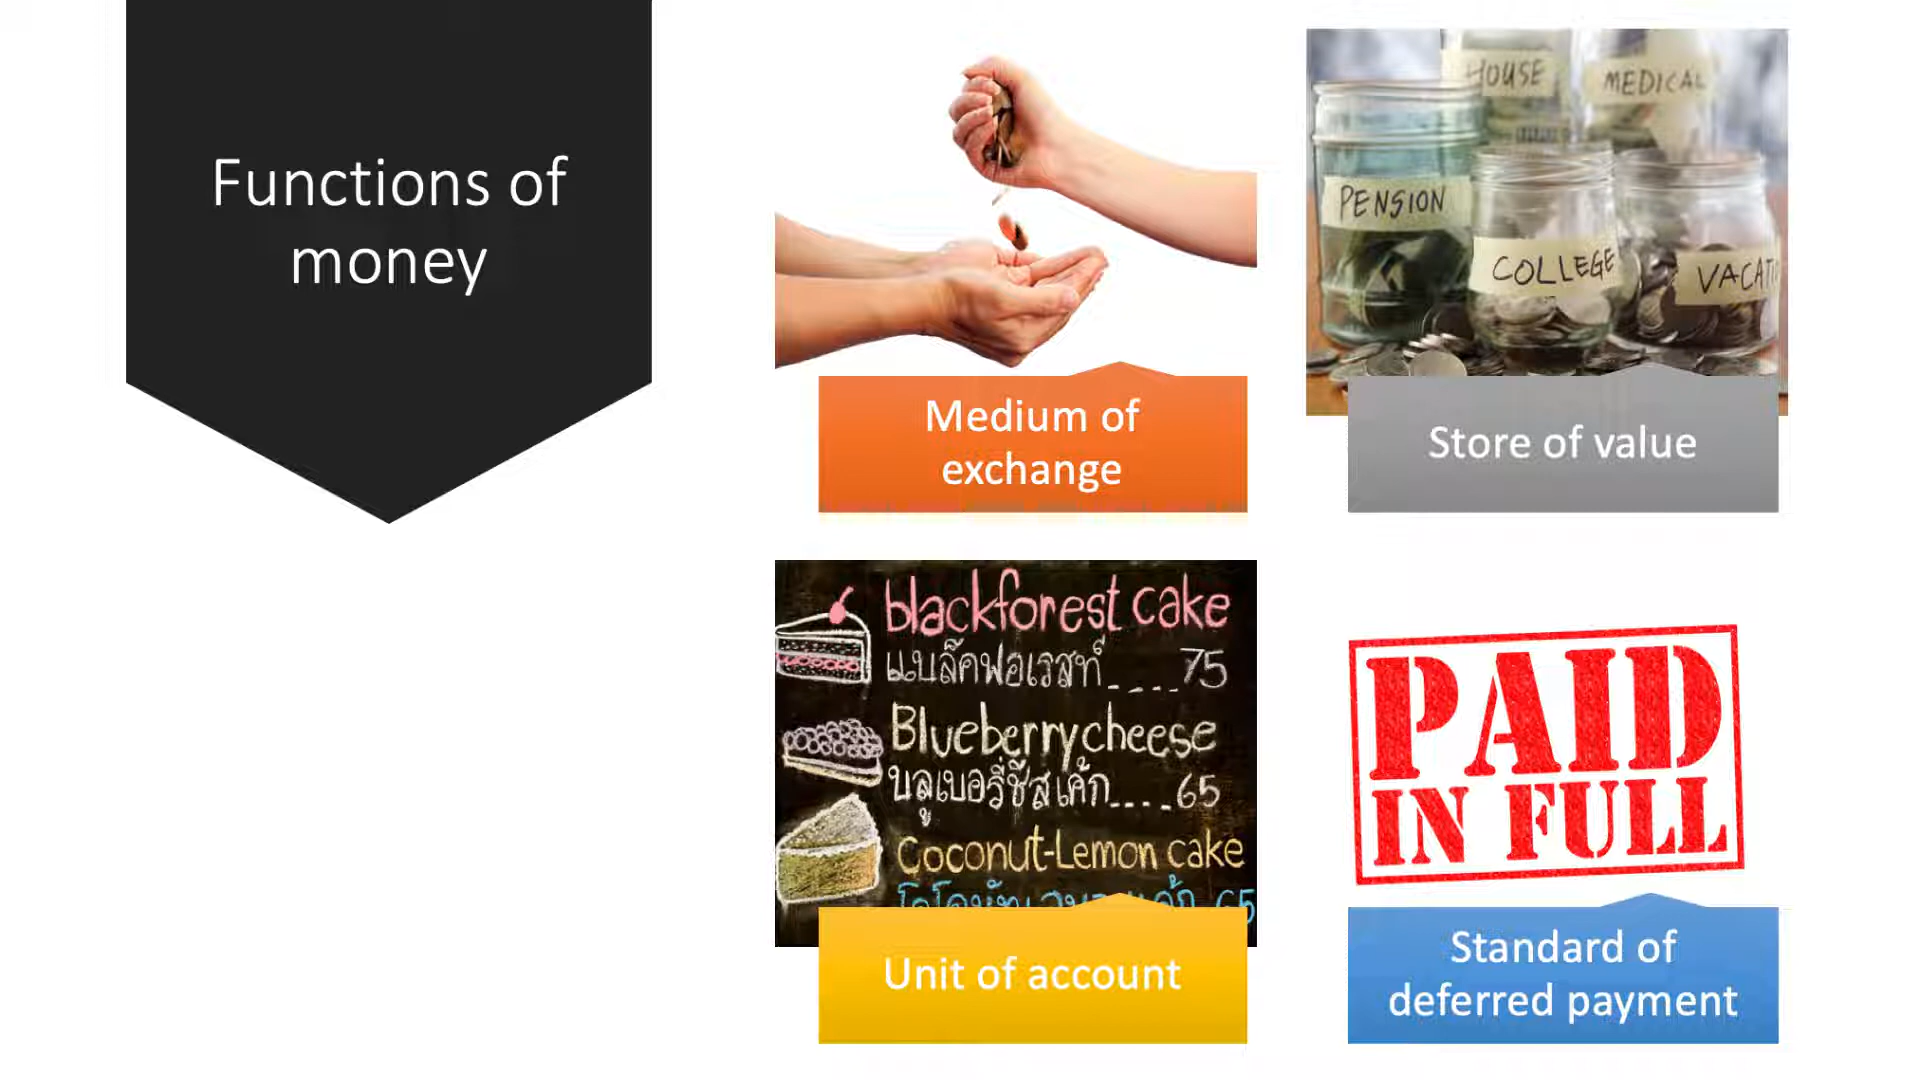 Functions of
money
HOUSE
MEDICAL
PENSION
COLLEGE
Medium of
exchange
Store of value
blackforest cake
แบล็คฟอเรสท์....75
Blueberrycheese
บลูเบอรี่ชีสเค้ก....65
Coconut-Lemon cake
65
Unit of account
PAID
IN FULL
Standard of
deferred payment